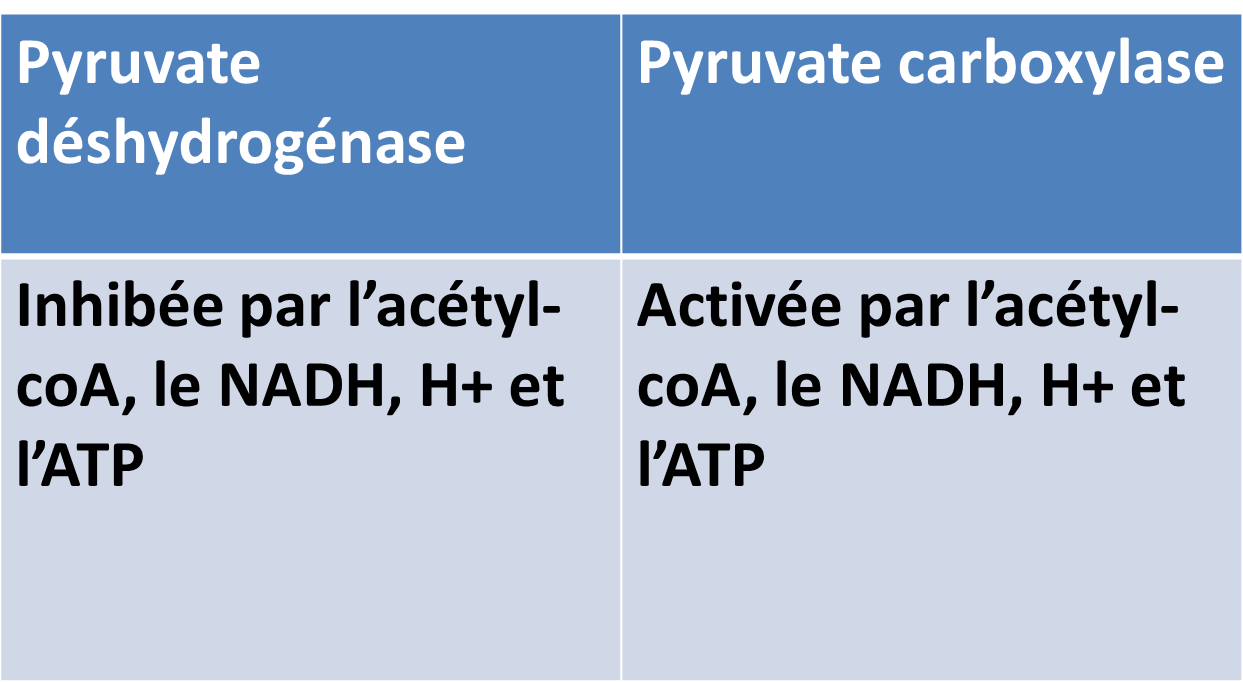 Pyruvate
déshydrogénase
Pyruvate carboxylase
Inhibée par l’acétyl-
coA, le NADH, H+ et
l’ATP
Activée par l’acétyl-
coA, le NADH, H+ et
l’ATP